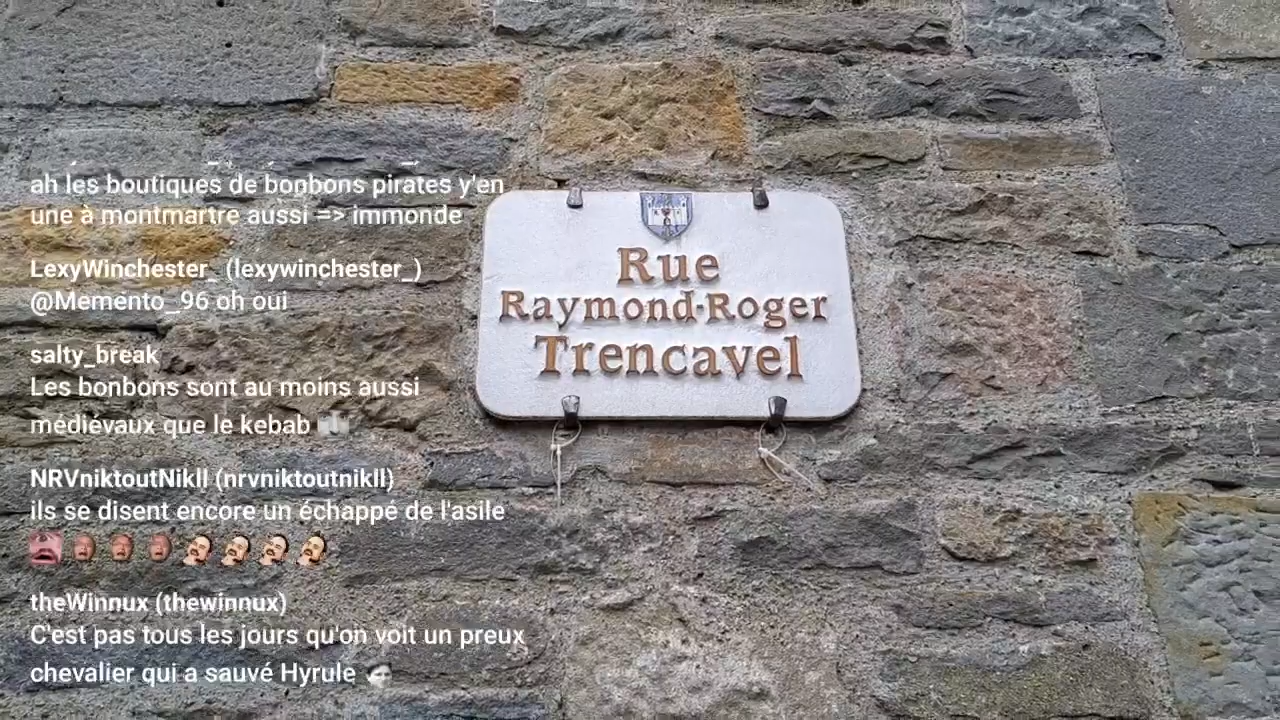 ah les boutiques de bonbons pirates y'en
une à montmartre aussi => immonde
LexyWinchester_ (lexywinchester_)
@Memento_96 oh oui
salty_break
Les bonbons sont au moins aussi
médiévaux que le kebab
NRVniktoutNikll (nrvniktoutnikll)
ils se disent encore un échappé de l'asile
theWinnux (thewinnux)
C'est pas tous les jours qu'on voit un preux
chevalier qui a sauvé Hyrule
Rue
Raymond-Roger
Trencavel